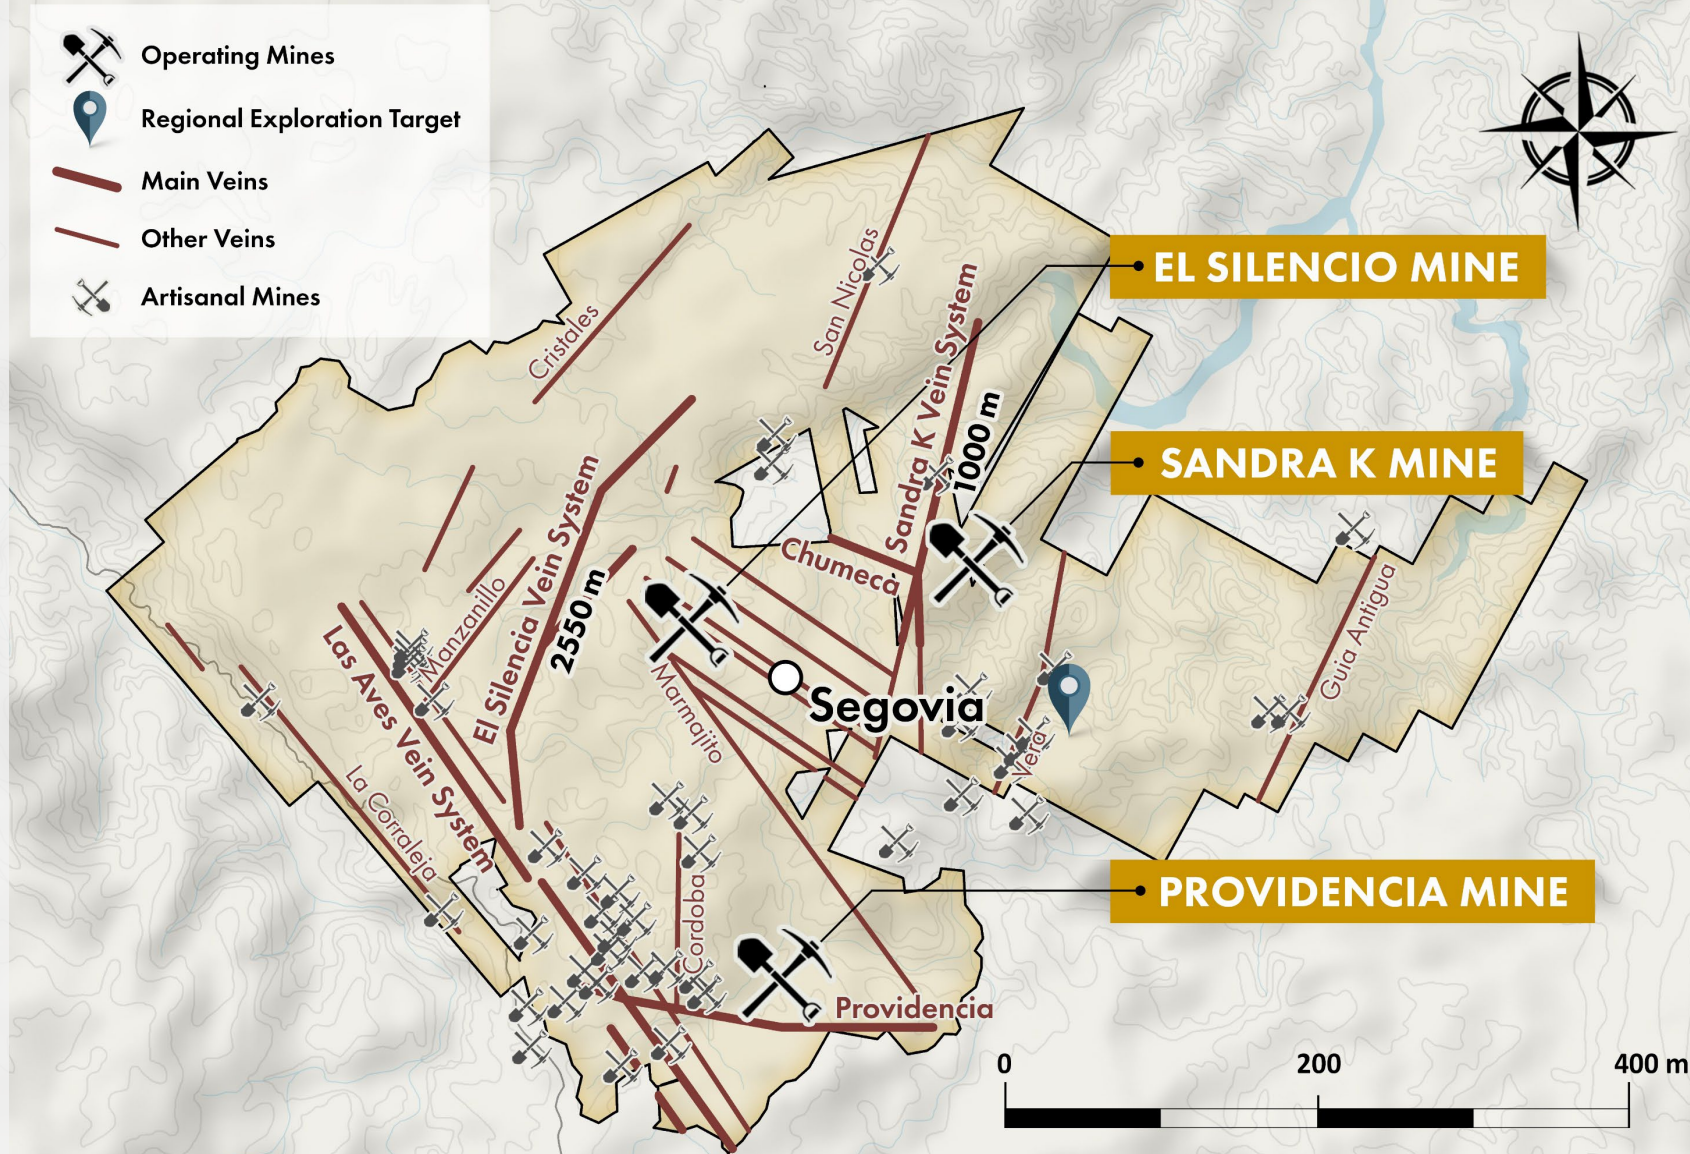 Operating Mines
Regional Exploration Target
Main Veins
Other Veins
Artisanal Mines
EL SILENCIO MINE
SANDRA K MINE
PROVIDENCIA MINE
Cristales
San Nicolas
Sandra K Vein System
1000 m
Chumeca
El Silencia Vein System
2550 m
Manzanillo
Las Aves Vein System
La Corraleja
Marmajito
Segovia
Vera
Guia Antigua
Cordoba
Providencia
0 200 400 m